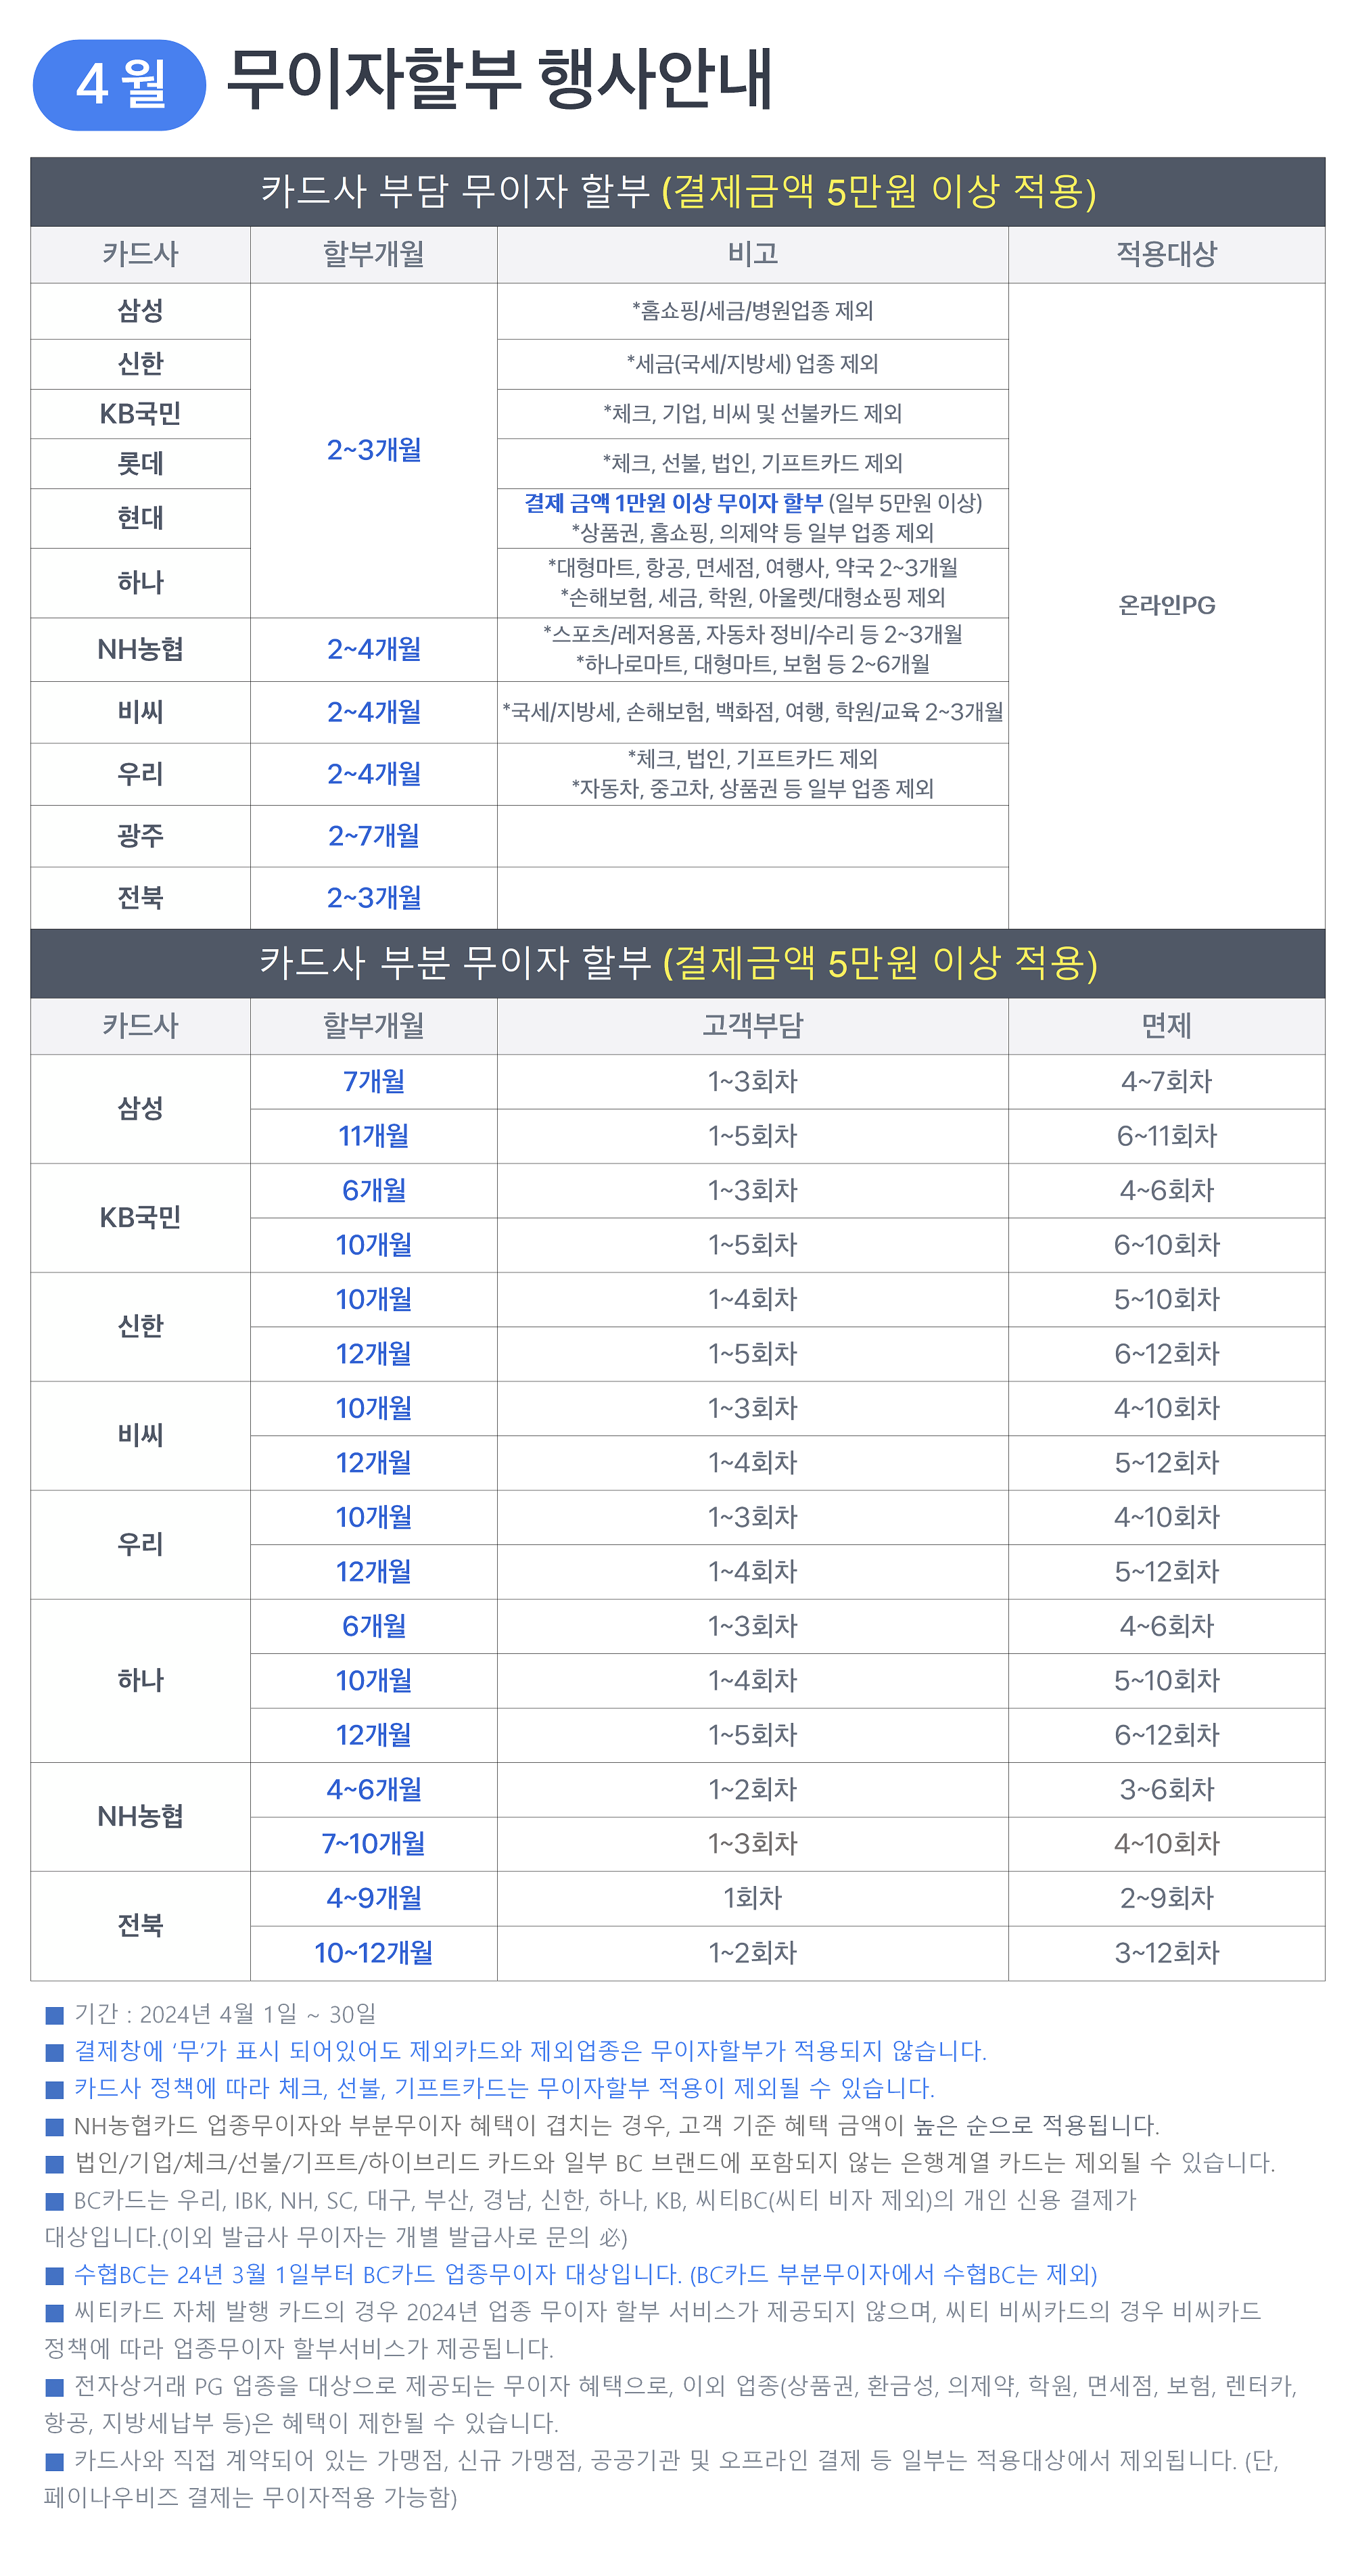 4월 무이자할부 행사안내
카드사 부담 무이자 할부 (결제금액 5만원 이상 적용)
카드사 할부개월 비고 적용대상
삼성 *홈쇼핑/세금/병원업종 제외
신한 *세금(국세/지방세) 업종 제외
KB국민 *체크, 기업, 비씨 및 선불카드 제외
2~3개월
롯데 *체크, 선불, 법인, 기프트카드 제외
현대 결제 금액 1만원 이상 무이자 할부 (일부 5만원 이상)
*상품권, 홈쇼핑, 의제약 등 일부 업종 제외
하나 *대형마트, 항공, 면세점, 여행사, 약국 2~3개월
*손해보험, 세금, 학원, 아울렛/대형쇼핑 제외
온라인PG
NH농협 2~4개월 *스포츠/레저용품, 자동차 정비/수리 등 2~3개월
*하나로마트, 대형마트, 보험 등 2~6개월
비씨 2~4개월 *국세/지방세, 손해보험, 백화점, 여행, 학원/교육 2~3개월
우리 2~4개월 *체크, 법인, 기프트카드 제외
*자동차, 중고차, 상품권 등 일부 업종 제외
광주 2~7개월
전북 2~3개월
카드사 부분 무이자 할부 (결제금액 5만원 이상 적용)
카드사 할부개월 고객부담 면제
삼성 7개월 1~3회차 4~7회차
11개월 1~5회차 6~11회차
KB국민 6개월 1~3회차 4~6회차
10개월 1~5회차 6~10회차
신한 10개월 1~4회차 5~10회차
12개월 1~5회차 6~12회차
비씨 10개월 1~3회차 4~10회차
12개월 1~4회차 5~12회차
우리 10개월 1~3회차 4~10회차
12개월 1~4회차 5~12회차
하나 6개월 1~3회차 4~6회차
10개월 1~4회차 5~10회차
12개월 1~5회차 6~12회차
NH농협 4~6개월 1~2회차 3~6회차
7~10개월 1~3회차 4~10회차
전북 4~9개월 1회차 2~9회차
10~12개월 1~2회차 3~12회차
■ 기간 : 2024년 4월 1일 ~ 30일
■ 결제창에 ‘무’가 표시 되어있어도 제외카드와 제외업종은 무이자할부가 적용되지 않습니다.
■ 카드사 정책에 따라 체크, 선불, 기프트카드는 무이자할부 적용이 제외될 수 있습니다.
■ NH농협카드 업종무이자와 부분무이자 혜택이 겹치는 경우, 고객 기준 혜택 금액이 높은 순으로 적용됩니다.
■ 법인/기업/체크/선불/기프트/하이브리드 카드와 일부 BC 브랜드에 포함되지 않는 은행계열 카드는 제외될 수 있습니다.
■ BC카드는 우리, IBK, NH, SC, 대구, 부산, 경남, 신한, 하나, KB, 씨티BC(씨티 비자 제외)의 개인 신용 결제가
대상입니다.(이외 발급사 무이자는 개별 발급사로 문의 必)
■ 수협BC는 24년 3월 1일부터 BC카드 업종무이자 대상입니다. (BC카드 부분무이자에서 수협BC는 제외)
■ 씨티카드 자체 발행 카드의 경우 2024년 업종 무이자 할부 서비스가 제공되지 않으며, 씨티 비씨카드의 경우 비씨카드
정책에 따라 업종무이자 할부서비스가 제공됩니다.
■ 전자상거래 PG 업종을 대상으로 제공되는 무이자 혜택으로, 이외 업종(상품권, 환금성, 의제약, 학원, 면세점, 보험, 렌터카,
항공, 지방세납부 등)은 혜택이 제한될 수 있습니다.
■ 카드사와 직접 계약되어 있는 가맹점, 신규 가맹점, 공공기관 및 오프라인 결제 등 일부는 적용대상에서 제외됩니다. (단,
페이나우비즈 결제는 무이자적용 가능함)